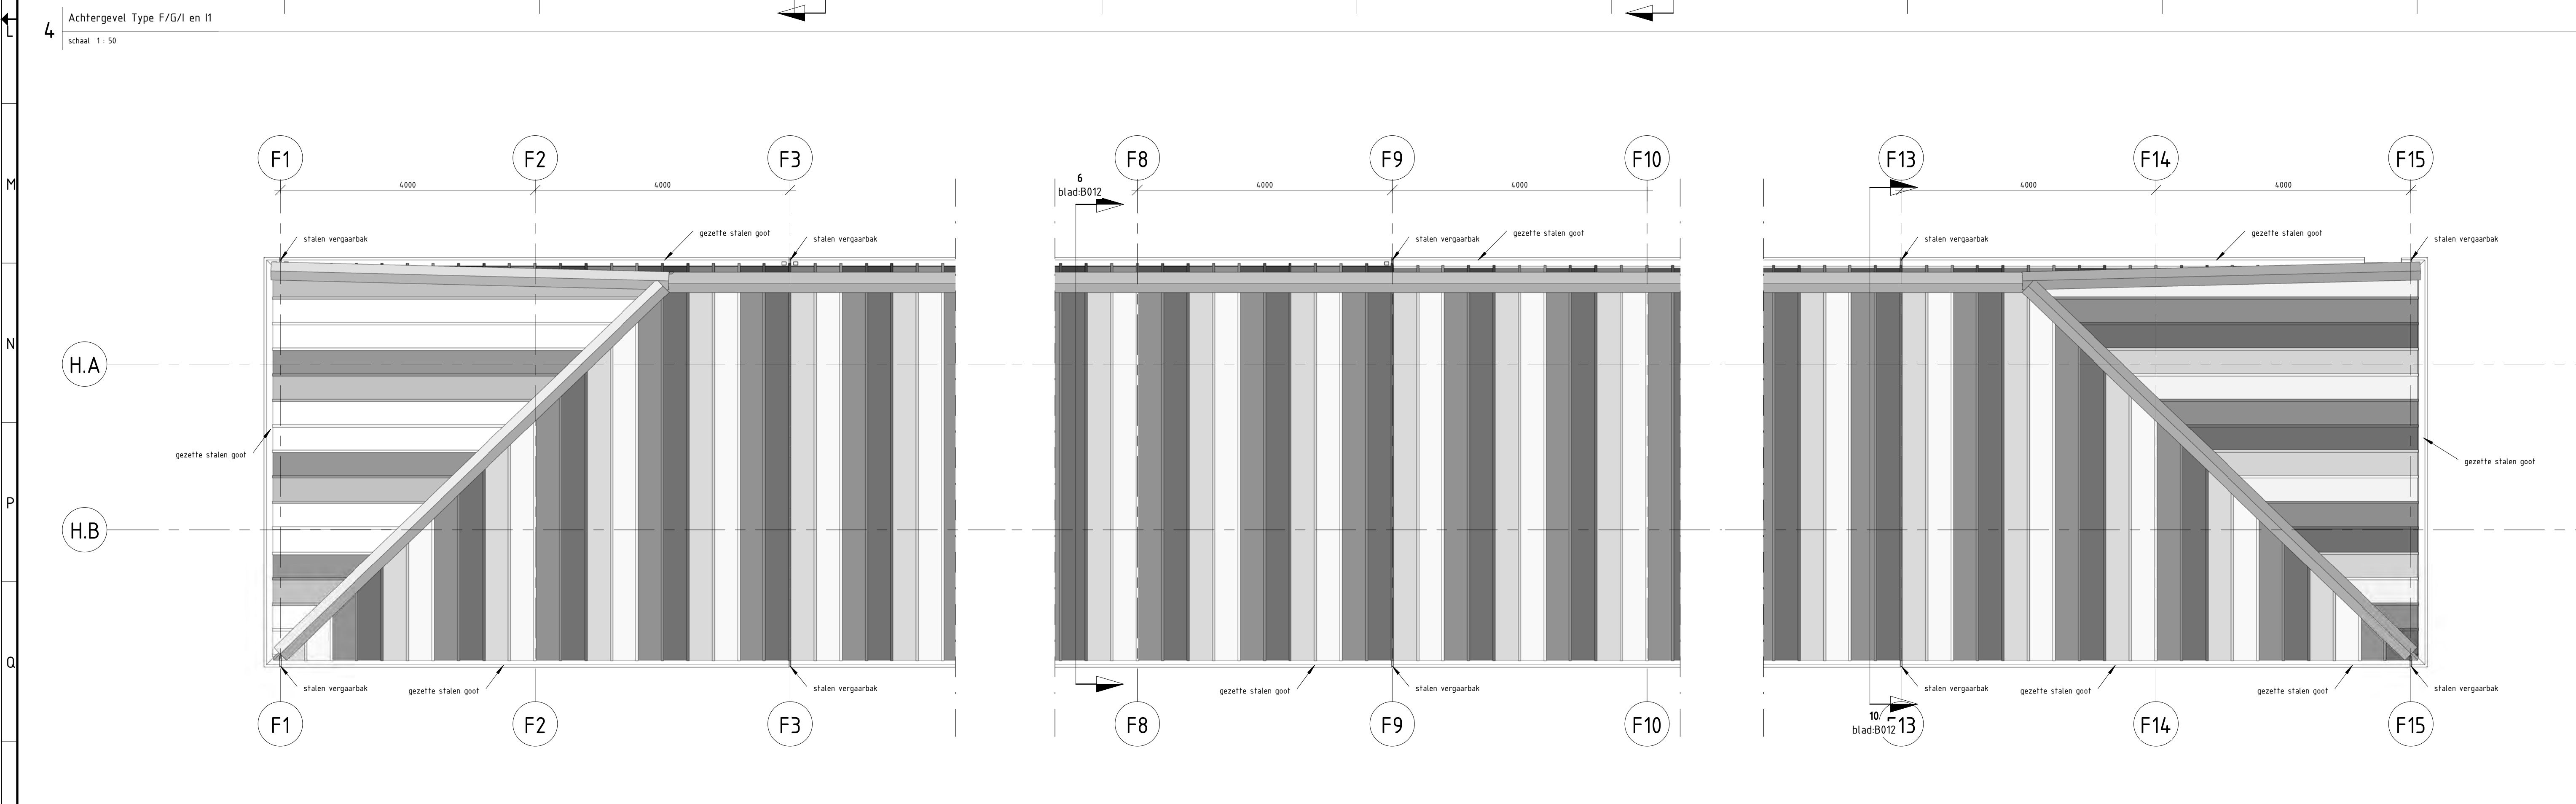 L
4
Achtergevel Type F/G/I en I1
schaal 1 : 50
F1
F2
F3
F8
F9
F10
F13
F14
F15
M
4000
4000
6
blad:B012
4000
4000
4000
4000
stalen vergaarbak
gezette stalen goot
stalen vergaarbak
stalen vergaarbak
gezette stalen goot
stalen vergaarbak
gezette stalen goot
stalen vergaarbak
N
H.A
gezette stalen goot
gezette stalen goot
P
H.B
Q
stalen vergaarbak
gezette stalen goot
stalen vergaarbak
gezette stalen goot
stalen vergaarbak
stalen vergaarbak
gezette stalen goot
gezette stalen goot
stalen vergaarbak
F1
F2
F3
F8
F9
F10
10
blad:B012
F13
F14
F15